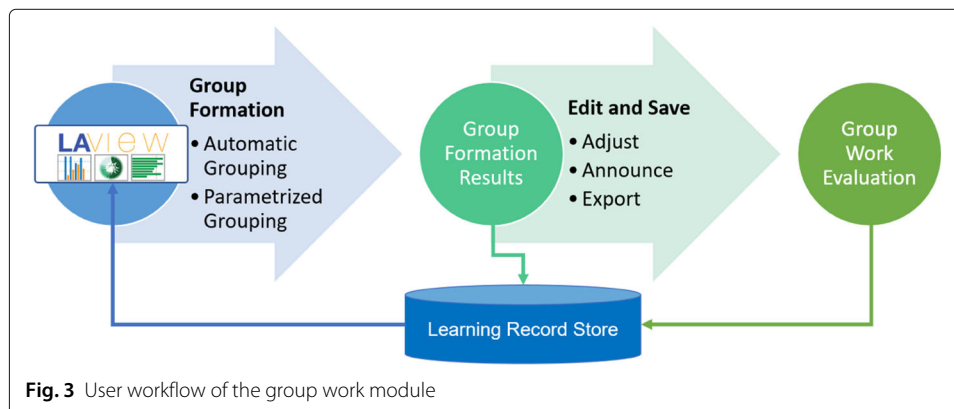 Group
Formation
• Automatic
Grouping
• Parametrized
Grouping
LAVIEW
Group
Formation
Results
Edit and Save
• Adjust
• Announce
• Export
Group
Work
Evaluation
Learning Record
Store
Fig. 3 User workflow of the group work module